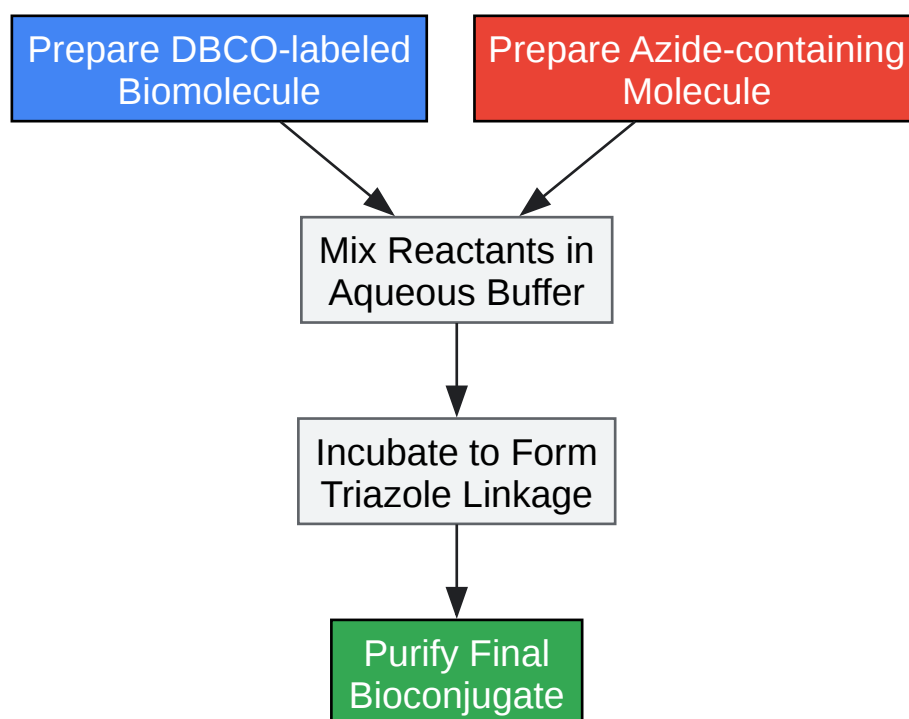 Prepare DBCO-labeled
Biomolecule
Prepare Azide-containing
Molecule
Mix Reactants in
Aqueous Buffer
Incubate to Form
Triazole Linkage
Purify Final
Bioconjugate